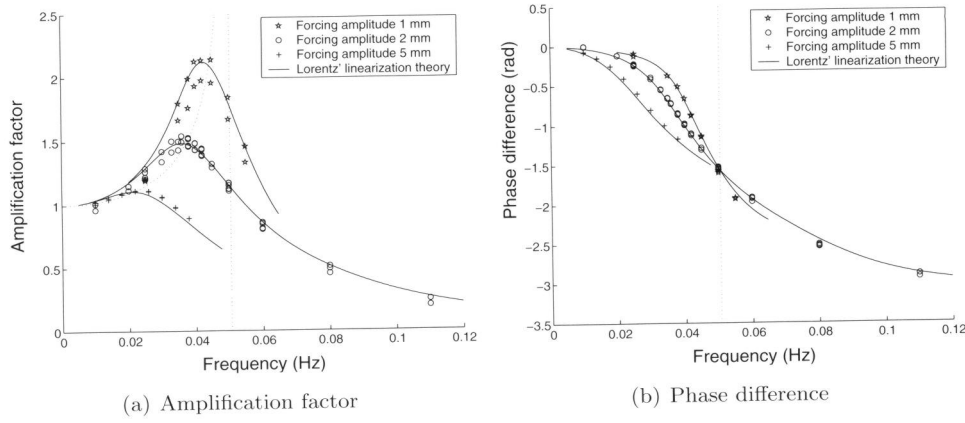 2.5
2
1.5
1
0.5
0
0
0.02
0.04
0.06
0.08
0.1
0.12
Amplification factor
Frequency (Hz)
Forcing amplitude 1 mm
Forcing amplitude 2 mm
Forcing amplitude 5 mm
Lorentz' linearization theory
(a) Amplification factor
0.5
0
−0.5
−1
−1.5
−2
−2.5
−3
−3.5
0
0.02
0.04
0.06
0.08
0.1
0.12
Phase difference (rad)
Frequency (Hz)
Forcing amplitude 1 mm
Forcing amplitude 2 mm
Forcing amplitude 5 mm
Lorentz' linearization theory
(b) Phase difference